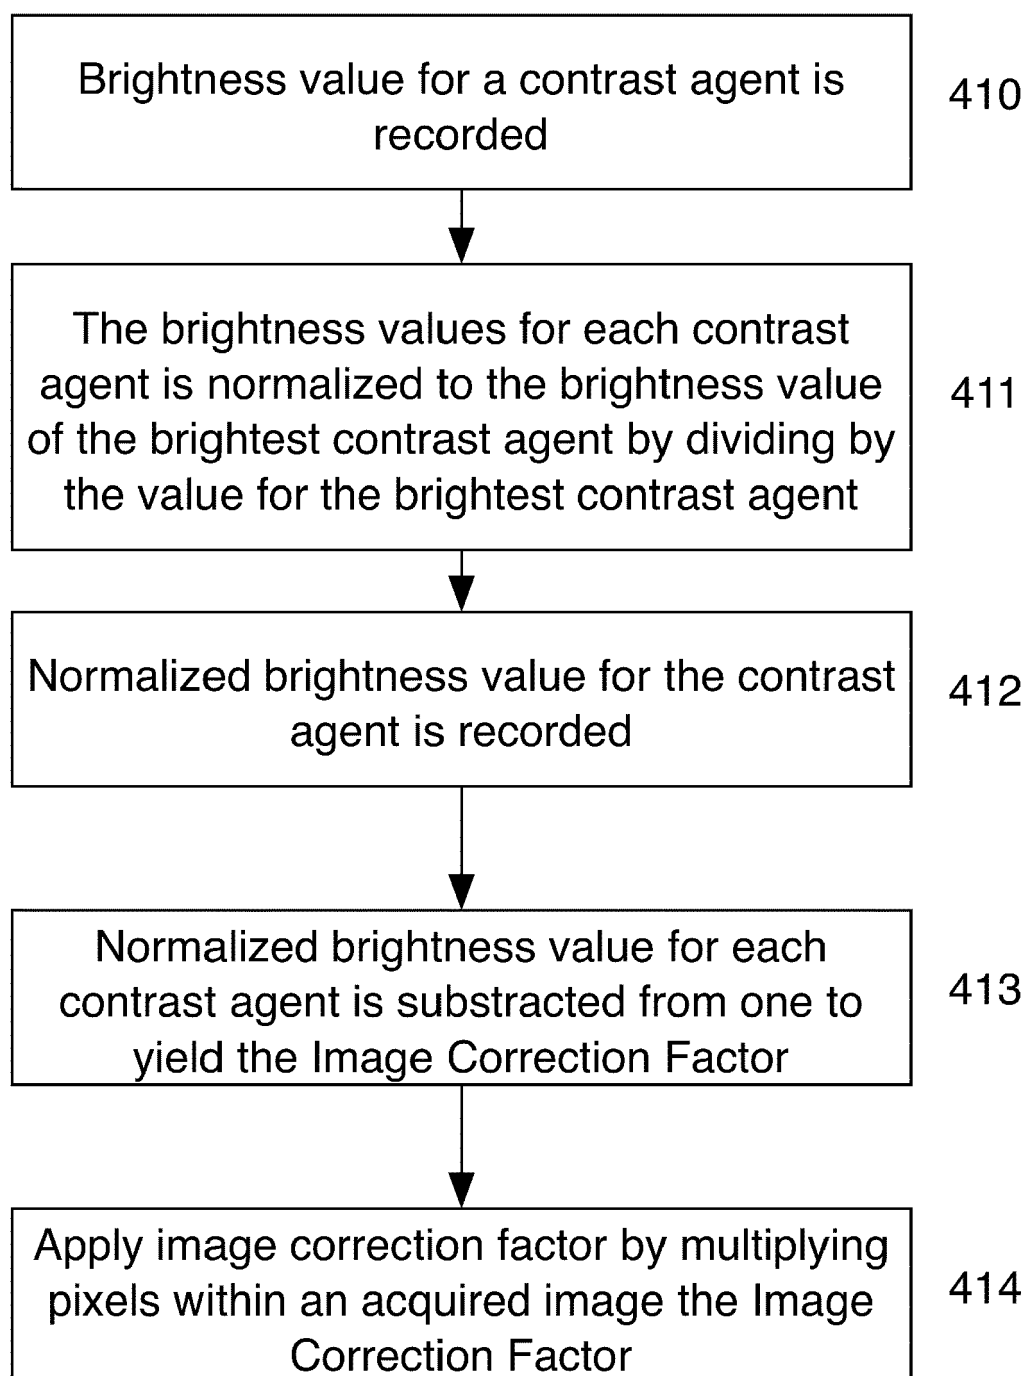 Brightness value for a contrast agent is
recorded
410
The brightness values for each contrast
agent is normalized to the brightness value
of the brightest contrast agent by dividing by
the value for the brightest contrast agent
411
Normalized brightness value for the contrast
agent is recorded
412
Normalized brightness value for each
contrast agent is substracted from one to
yield the Image Correction Factor
413
Apply image correction factor by multiplying
pixels within an acquired image the Image
Correction Factor
414